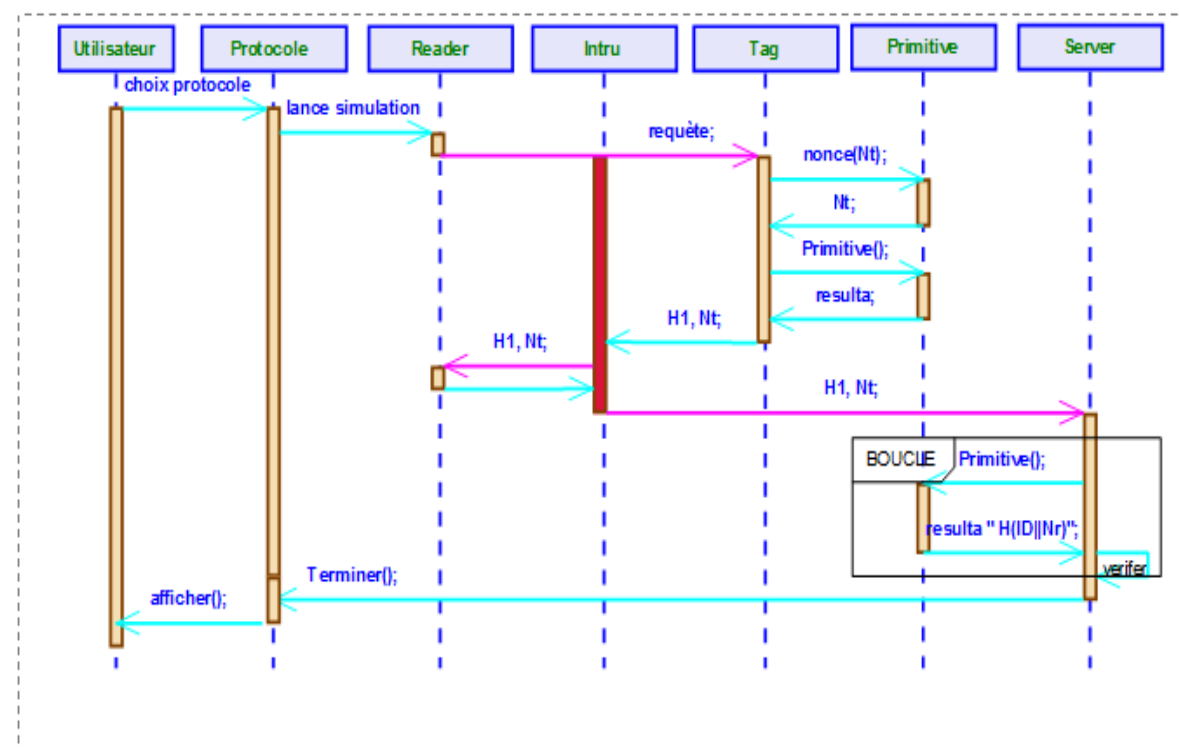 Utilisateur
Protocole
Reader
Intru
Tag
Primitive
Server
choix protocole
lance simulation
requète;
nonce(Nt);
Nt;
Primitive();
resulta;
H1, Nt;
H1, Nt;
H1, Nt;
BOUCLE
Primitive();
resulta " H(ID||Nr)";
verifer
Terminer();
afficher();